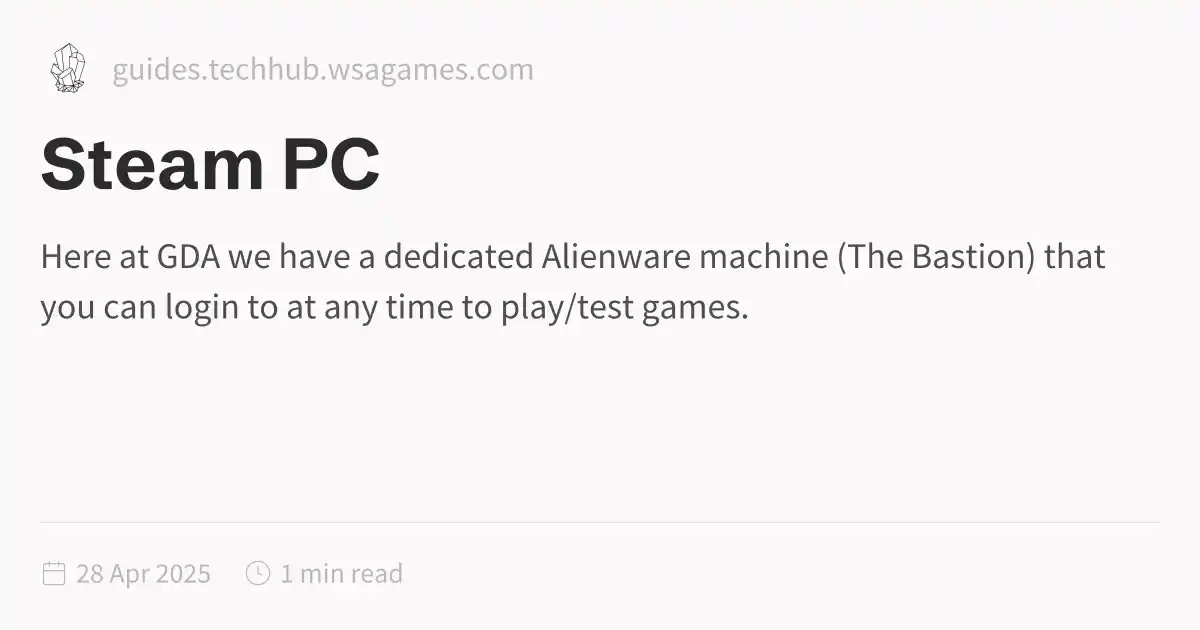 guides.techhub.wsagames.com
Steam PC
Here at GDA we have a dedicated Alienware machine (The Bastion) that
you can login to at any time to play/test games.
28 Apr 2025 1 min read